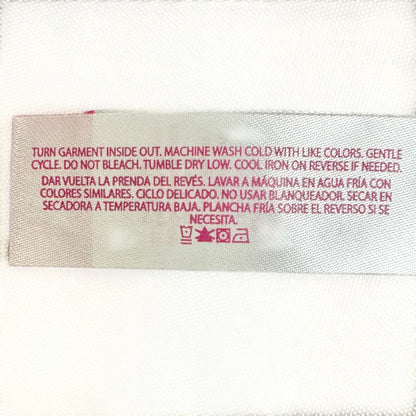 TURN GARMENT INSIDE OUT. MACHINE WASH COLD WITH LIKE COLORS. GENTLE
CYCLE. DO NOT BLEACH. TUMBLE DRY LOW. COOL IRON ON REVERSE IF NEEDED.
DAR VUELTA LA PRENDA DEL REVÉS. LAVAR A MÁQUINA EN AGUA FRÍA CON
COLORES SIMILARES. CICLO DELICADO. NO USAR BLANQUEADOR. SECAR EN
SECADORA A TEMPERATURA BAJA. PLANCHA FRÍA SOBRE EL REVERSO SI SE
NECESITA.